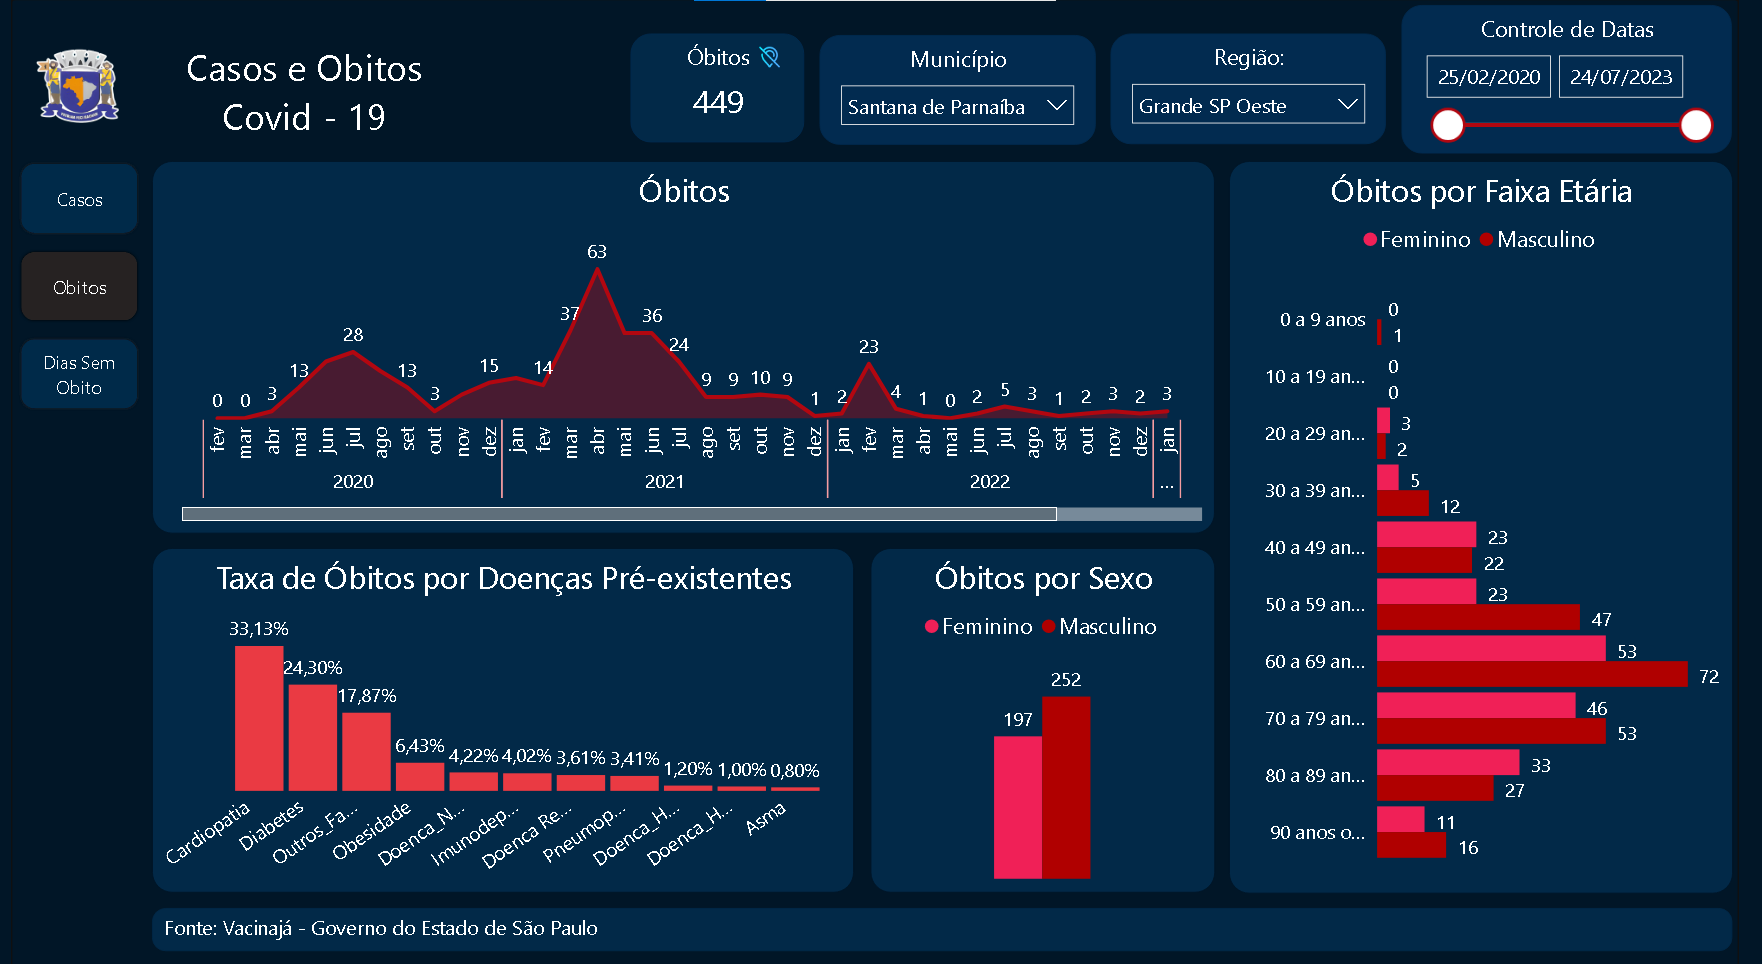 Casos e Obitos
Covid - 19
Óbitos
449
Município
Santana de Parnaíba
Região:
Grande SP Oeste
Controle de Datas
25/02/2020
24/07/2023
Casos
Obitos
Dias Sem
Obito
Óbitos
0 0 3 13 28 13 3 15 14 37 63 36 24 9 9 10 9 1 2 23 4 1 0 2 5 3 1 2 3 2 3
fev mar abr mai jun jul ago set out nov dez jan fev mar abr mai jun jul ago set out nov dez jan fev mar abr mai jun jul ago set out nov dez jan
2020 2021 2022 ...
Taxa de Óbitos por Doenças Pré-existentes
33,13% 24,30% 17,87% 6,43% 4,22% 4,02% 3,61% 3,41% 1,20% 1,00% 0,80%
Cardiopatia Diabetes Outros_Fa... Obesidade Doenca_N... Imunodep... Doenca Re... Pneumop... Doenca_H... Doenca_H... Asma
Óbitos por Sexo
Feminino Masculino
197 252
Óbitos por Faixa Etária
Feminino Masculino
0 a 9 anos 0 1
10 a 19 an... 0 0
20 a 29 an... 3 2
30 a 39 an... 5 12
40 a 49 an... 23 22
50 a 59 an... 23 47
60 a 69 an... 53 72
70 a 79 an... 46 53
80 a 89 an... 33 27
90 anos o... 11 16
Fonte: Vacinajá - Governo do Estado de São Paulo